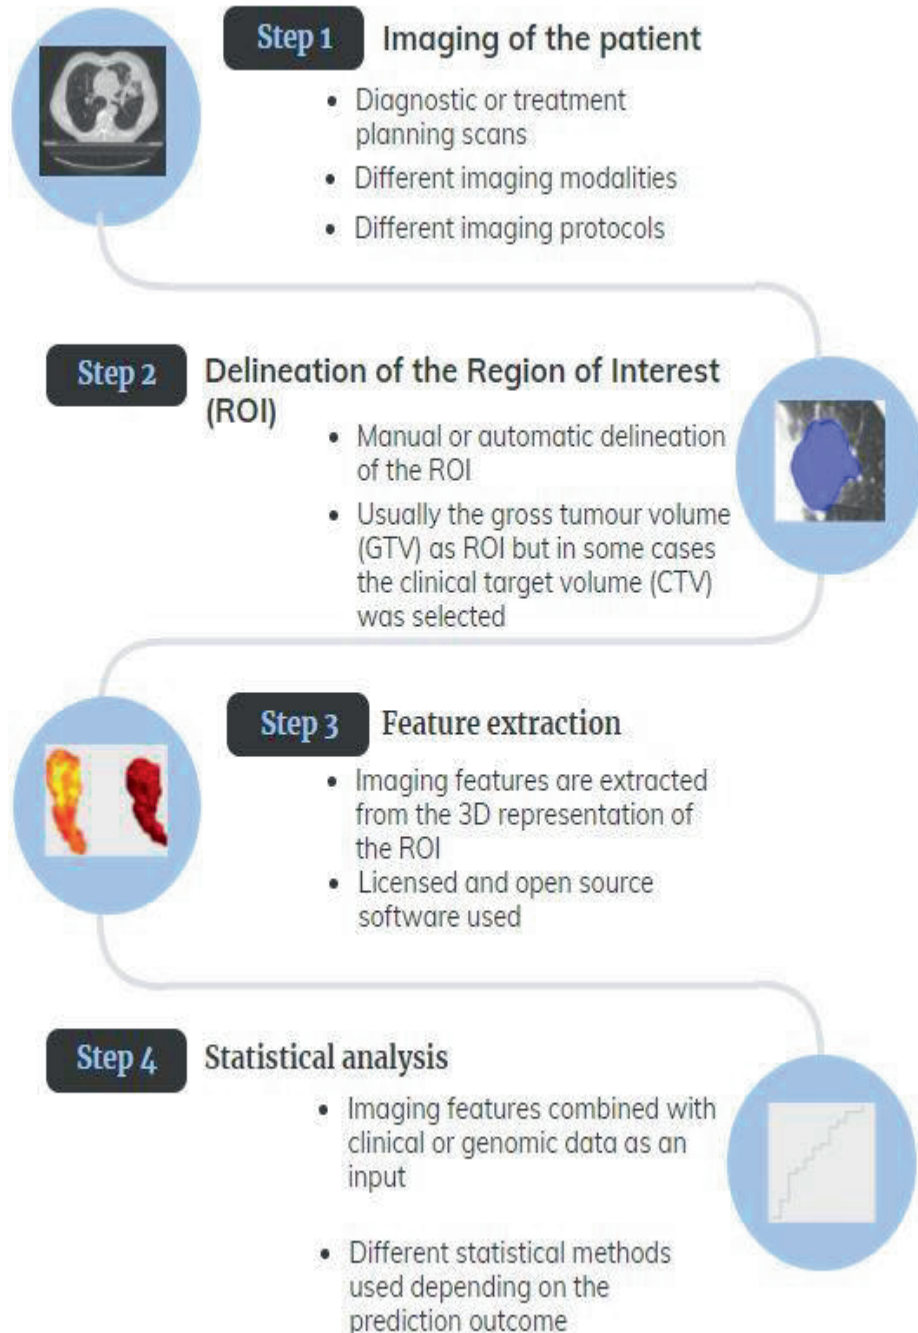 Step 1 Imaging of the patient
• Diagnostic or treatment
planning scans
• Different imaging modalities
• Different imaging protocols
Step 2 Delineation of the Region of Interest
(ROI)
• Manual or automatic delineation
of the ROI
• Usually the gross tumour volume
(GTV) as ROI but in some cases
the clinical target volume (CTV)
was selected
Step 3 Feature extraction
• Imaging features are extracted
from the 3D representation of
the ROI
• Licensed and open source
software used
Step 4 Statistical analysis
• Imaging features combined with
clinical or genomic data as an
input
• Different statistical methods
used depending on the
prediction outcome